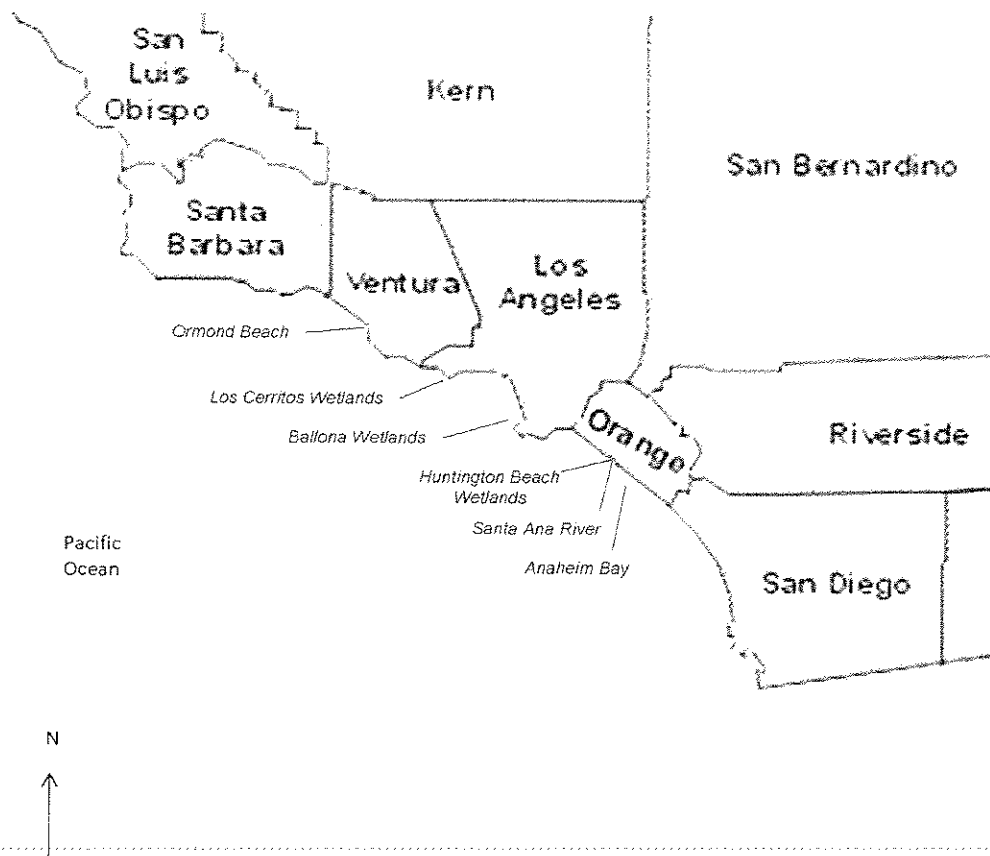 San
Luis
Obispo
Kern
San Bernardino
Santa
Barbara
Ventura
Los
Angeles
Ormond Beach
Los Cerritos Wetlands
Ballona Wetlands
Orange
Riverside
Huntington Beach
Wetlands
Santa Ana River
Anaheim Bay
Pacific
Ocean
San Diego
N